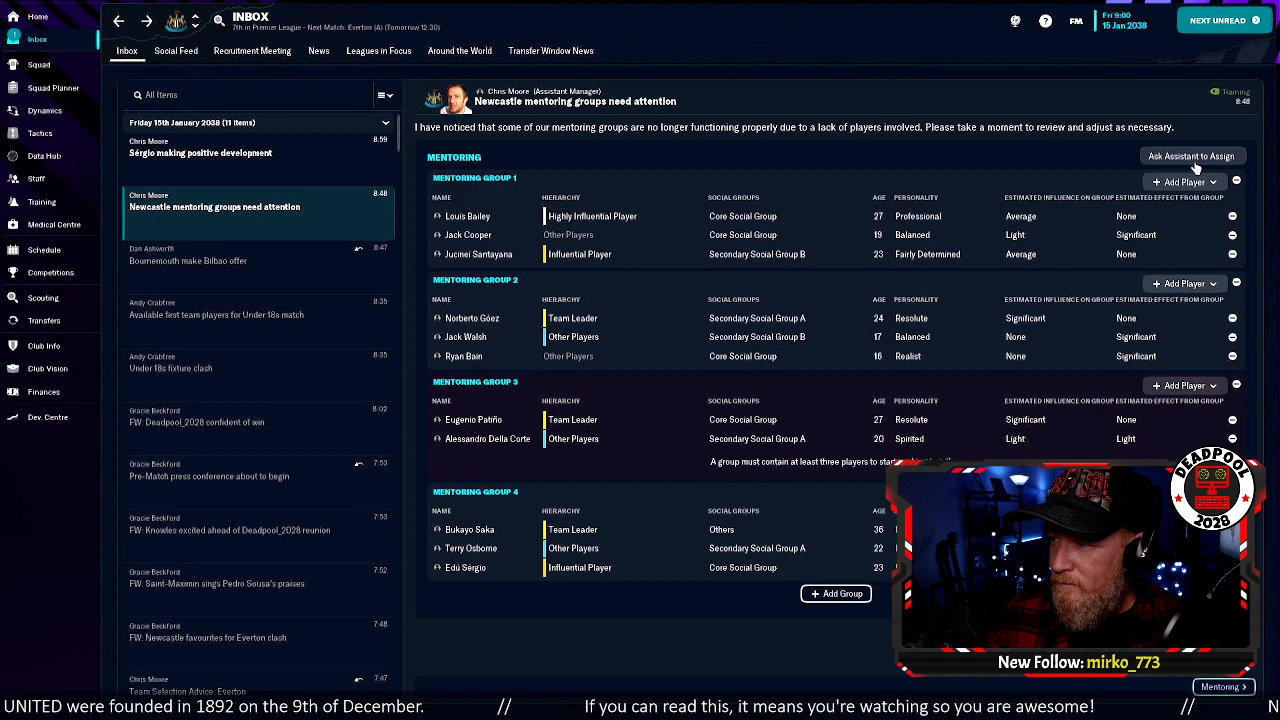 Home
Inbox
Squad
Squad Planner
Dynamics
Tactics
Data Hub
Staff
Training
Medical Centre
Schedule
Competitions
Scouting
Transfers
Club Info
Club Vision
Finances
Dev. Centre
INBOX
7th in Premier League - Next Match: Everton (A) (Tomorrow 12:30)
FM
Fri 9:00
15 Jan 2038
NEXT UNREAD
Inbox
Social Feed
Recruitment Meeting
News
Leagues in Focus
Around the World
Transfer Window News
All Items
Friday 15th January 2038 (11 items)
Chris Moore 8:59
Sérgio making positive development
Chris Moore 8:48
Newcastle mentoring groups need attention
Dan Ashworth 8:47
Bournemouth make Bilbao offer
Andy Crabtree 8:35
Available first team players for Under 18s match
Andy Crabtree 8:35
Under 18s fixture clash
Gracie Beckford 8:02
FW: Deadpool_2028 confident of win
Gracie Beckford 7:53
Pre-Match press conference about to begin
Gracie Beckford 7:53
FW: Knowles excited ahead of Deadpool_2028 reunion
Gracie Beckford 7:52
FW: Saint-Maximin sings Pedro Sousa's praises
Gracie Beckford 7:48
FW: Newcastle favourites for Everton clash
Chris Moore 7:47
Team Selection Advice: Everton
Chris Moore (Assistant Manager)
Newcastle mentoring groups need attention
Training
8:48
I have noticed that some of our mentoring groups are no longer functioning properly due to a lack of players involved. Please take a moment to review and adjust as necessary.
MENTORING
Ask Assistant to Assign
MENTORING GROUP 1
Add Player
NAME HIERARCHY SOCIAL GROUPS AGE PERSONALITY ESTIMATED INFLUENCE ON GROUP ESTIMATED EFFECT FROM GROUP
Louis Bailey Highly Influential Player Core Social Group 27 Professional Average None
Jack Cooper Other Players Core Social Group 19 Balanced Light Significant
Jucinei Santayana Influential Player Secondary Social Group B 23 Fairly Determined Average None
MENTORING GROUP 2
Add Player
NAME HIERARCHY SOCIAL GROUPS AGE PERSONALITY ESTIMATED INFLUENCE ON GROUP ESTIMATED EFFECT FROM GROUP
Norberto Góez Team Leader Secondary Social Group A 24 Resolute Significant None
Jack Walsh Other Players Secondary Social Group B 17 Balanced None Significant
Ryan Bain Other Players Core Social Group 16 Realist None Significant
MENTORING GROUP 3
Add Player
NAME HIERARCHY SOCIAL GROUPS AGE PERSONALITY ESTIMATED INFLUENCE ON GROUP ESTIMATED EFFECT FROM GROUP
Eugenio Patiño Team Leader Core Social Group 27 Resolute Significant None
Alessandro Della Corte Other Players Secondary Social Group A 20 Spirited Light Light
A group must contain at least three players to
MENTORING GROUP 4
NAME HIERARCHY SOCIAL GROUPS AGE
Bukayo Saka Team Leader Others 36
Terry Osborne Other Players Secondary Social Group A 22
Edú Sérgio Influential Player Core Social Group 23
Add Group
DEADPOOL
2028
New Follow: mirko_773
Mentoring
UNITED were founded in 1892 on the 9th of December. // If you can read this, it means you're watching so you are awesome! // N